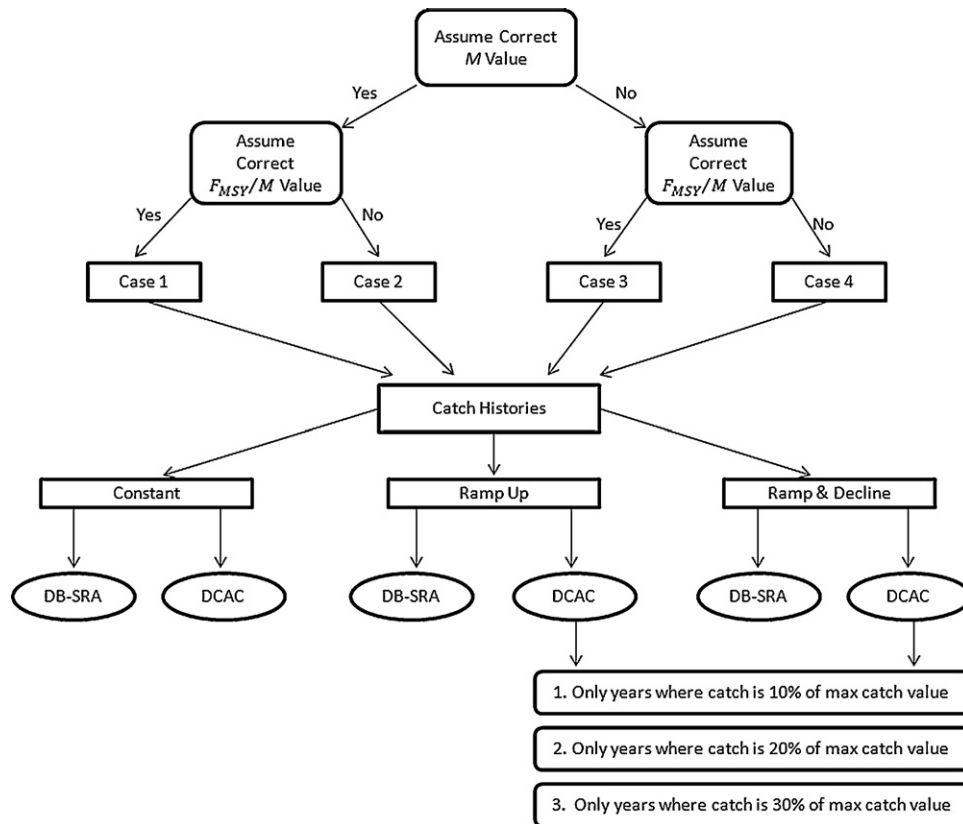 Assume Correct
M Value
Yes
No
Assume
Correct
F_MSY/M Value
Assume
Correct
F_MSY/M Value
Yes
No
Yes
No
Case 1
Case 2
Case 3
Case 4
Catch Histories
Constant
Ramp Up
Ramp & Decline
DB-SRA
DCAC
DB-SRA
DCAC
DB-SRA
DCAC
1. Only years where catch is 10% of max catch value
2. Only years where catch is 20% of max catch value
3. Only years where catch is 30% of max catch value